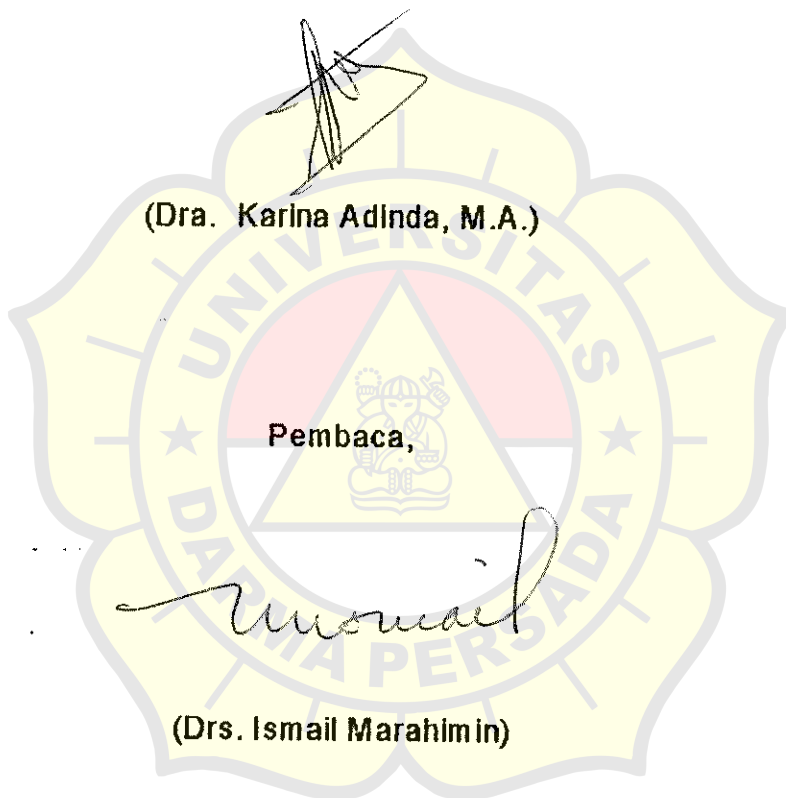 (Dra. Karina Adinda, M.A.)
UNIVERSITAS
Pembaca,
DARMA PERSADA
(Drs. Ismail Marahimin)